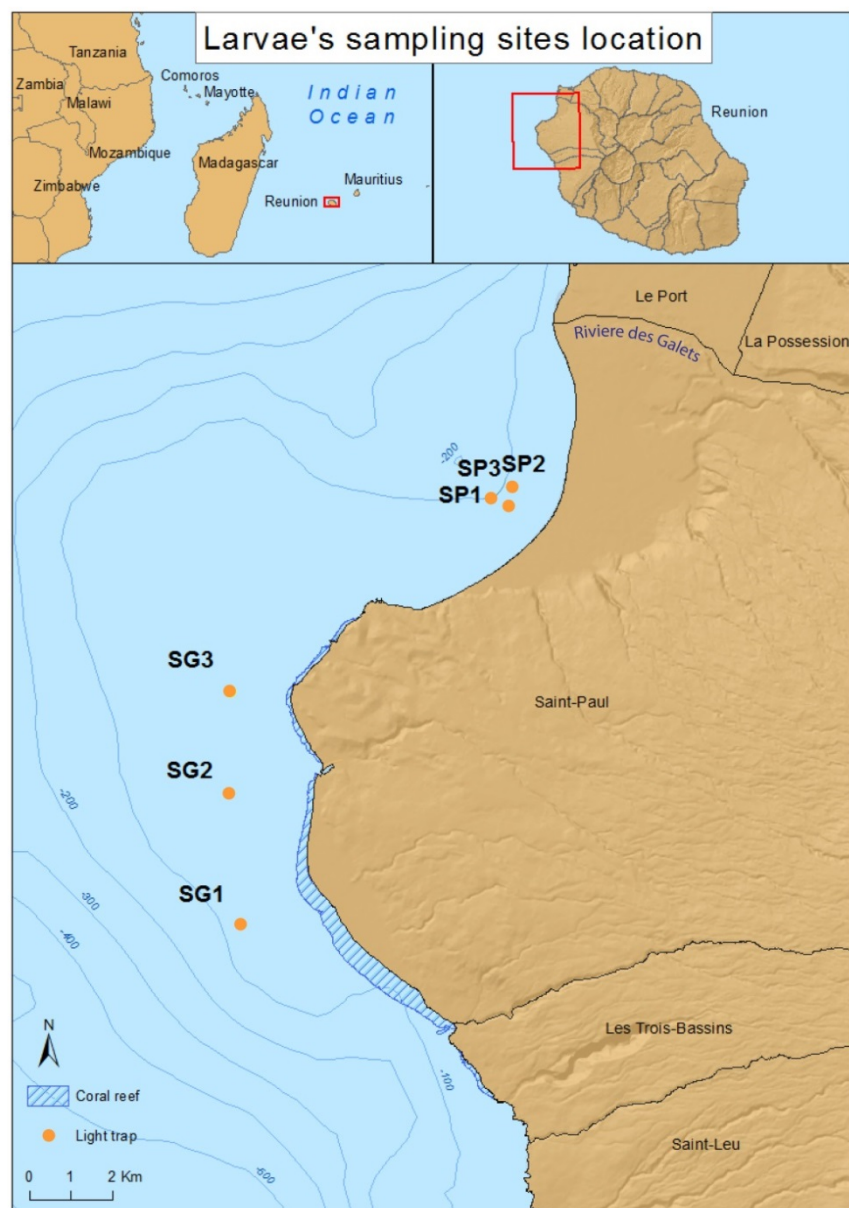 Larvae's sampling sites location
Tanzania
Comoros
Zambia
Mayotte
Malawi
Indian
Ocean
Mozambique
Madagascar
Zimbabwe
Mauritius
Reunion
Reunion
Le Port
Riviere des Galets
La Possession
-200
SP3
SP2
SP1
SG3
Saint-Paul
SG2
-200
SG1
-300
-400
N
Les Trois-Bassins
-100
Coral reef
Light trap
Saint-Leu
0 1 2 Km